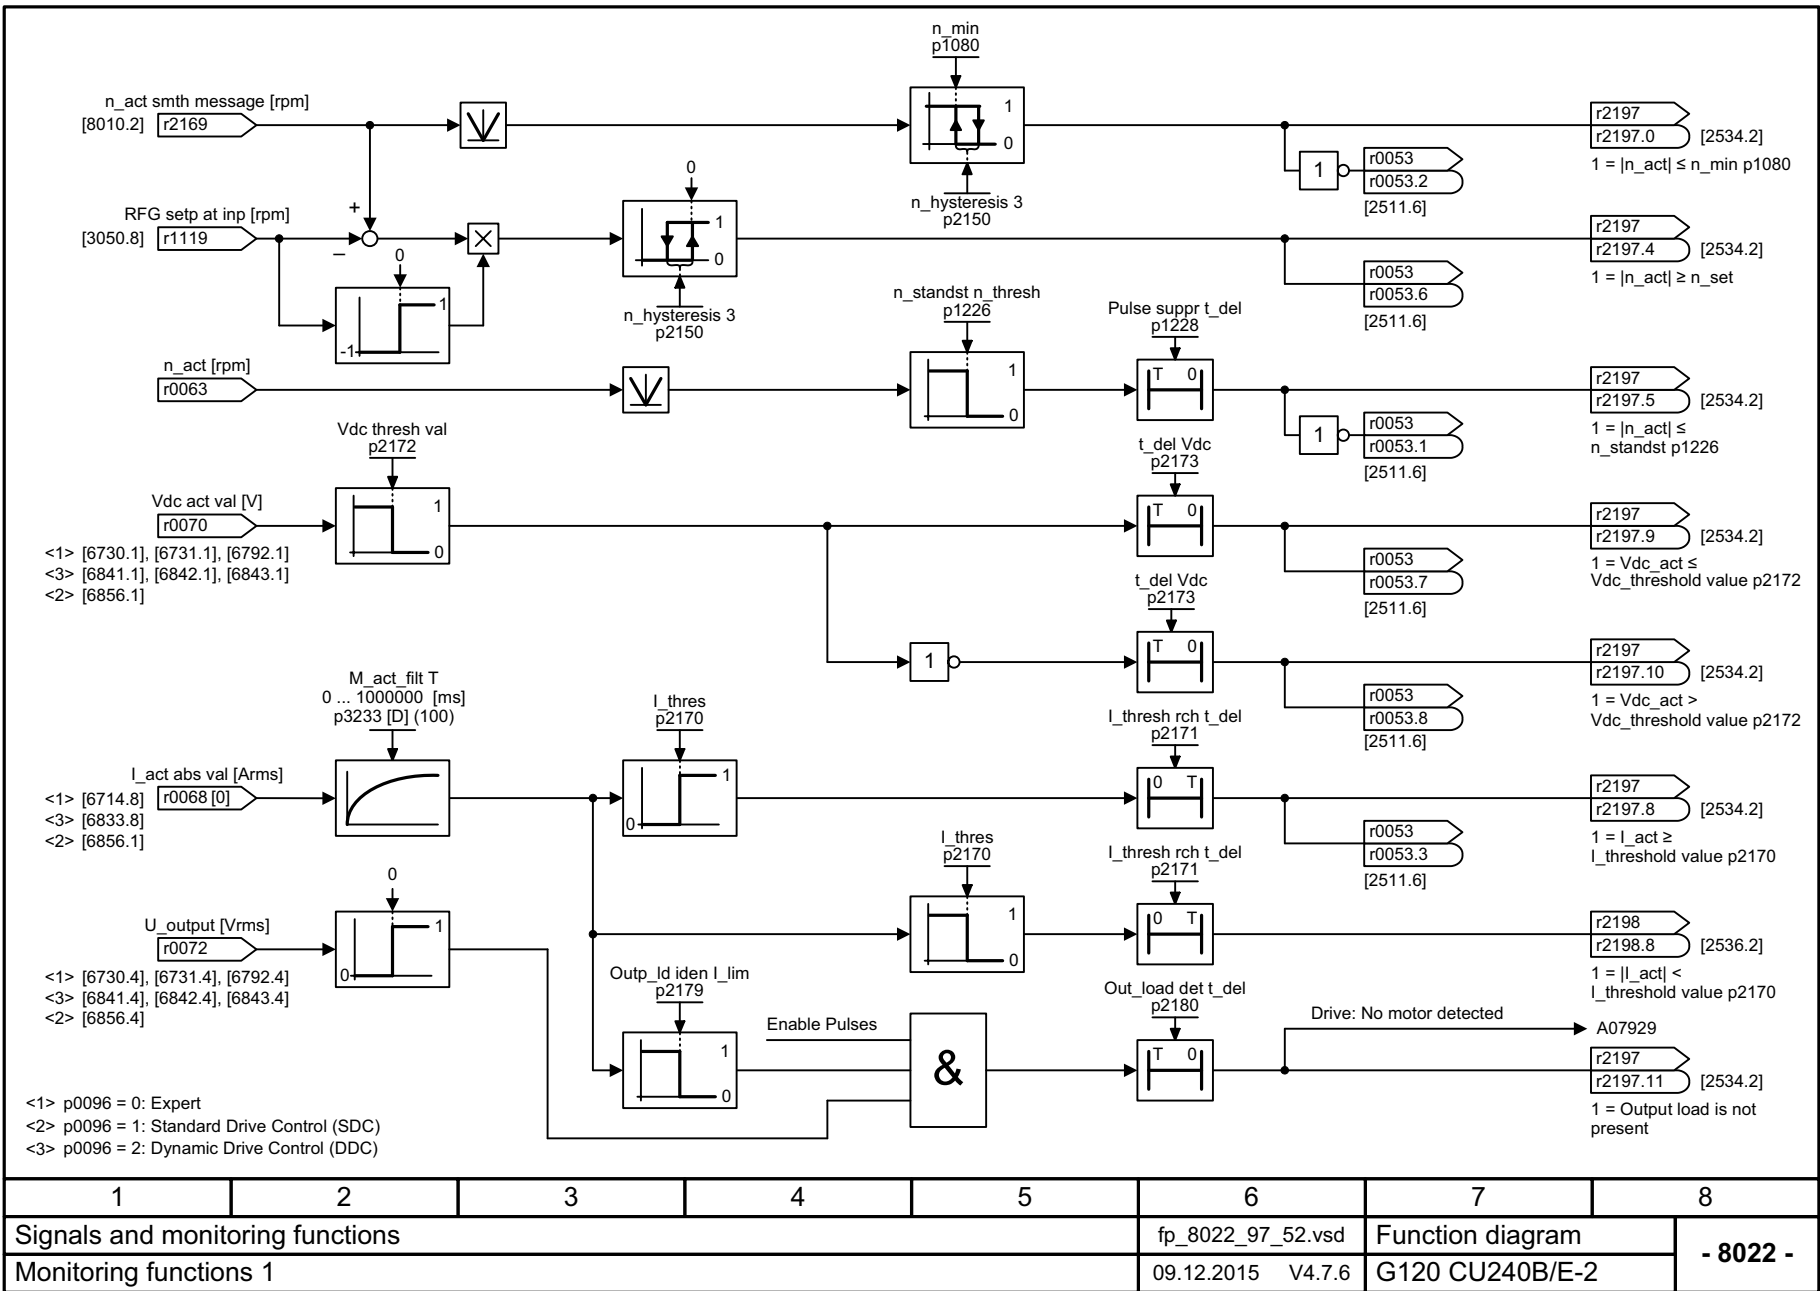 n_min
p1080
n_act smth message [rpm]
[8010.2] r2169
1
0
n_hysteresis 3
p2150
r2197
r2197.0 [2534.2]
1 = |n_act| ≤ n_min p1080
1
r0053
r0053.2
[2511.6]
RFG setp at inp [rpm]
[3050.8] r1119
+
–
0
-1
1
0
1
0
n_hysteresis 3
p2150
r2197
r2197.4 [2534.2]
1 = |n_act| ≥ n_set
r0053
r0053.6
[2511.6]
n_act [rpm]
r0063
n_standst n_thresh
p1226
1
0
Pulse suppr t_del
p1228
T 0
r2197
r2197.5 [2534.2]
1 = |n_act| ≤
n_standst p1226
1
r0053
r0053.1
[2511.6]
Vdc thresh val
p2172
Vdc act val [V]
r0070
1
0
<1> [6730.1], [6731.1], [6792.1]
<3> [6841.1], [6842.1], [6843.1]
<2> [6856.1]
t_del Vdc
p2173
T 0
r2197
r2197.9 [2534.2]
1 = Vdc_act ≤
Vdc_threshold value p2172
r0053
r0053.7
[2511.6]
1
t_del Vdc
p2173
T 0
r2197
r2197.10 [2534.2]
1 = Vdc_act >
Vdc_threshold value p2172
r0053
r0053.8
[2511.6]
M_act_filt T
0 ... 1000000 [ms]
p3233 [D] (100)
I_act abs val [Arms]
r0068 [0]
<1> [6714.8]
<3> [6833.8]
<2> [6856.1]
I_thres
p2170
1
0
I_thresh rch t_del
p2171
0 T
r2197
r2197.8 [2534.2]
1 = I_act ≥
I_threshold value p2170
r0053
r0053.3
[2511.6]
I_thres
p2170
1
0
I_thresh rch t_del
p2171
0 T
r2198
r2198.8 [2536.2]
1 = |I_act| <
I_threshold value p2170
U_output [Vrms]
r0072
0
1
0
<1> [6730.4], [6731.4], [6792.4]
<3> [6841.4], [6842.4], [6843.4]
<2> [6856.4]
Outp_ld iden I_lim
p2179
1
0
Enable Pulses
&
Out_load det t_del
p2180
T 0
Drive: No motor detected
A07929
r2197
r2197.11 [2534.2]
1 = Output load is not
present
<1> p0096 = 0: Expert
<2> p0096 = 1: Standard Drive Control (SDC)
<3> p0096 = 2: Dynamic Drive Control (DDC)
1 2 3 4 5 6 7 8
Signals and monitoring functions fp_8022_97_52.vsd Function diagram - 8022 -
Monitoring functions 1 09.12.2015 V4.7.6 G120 CU240B/E-2